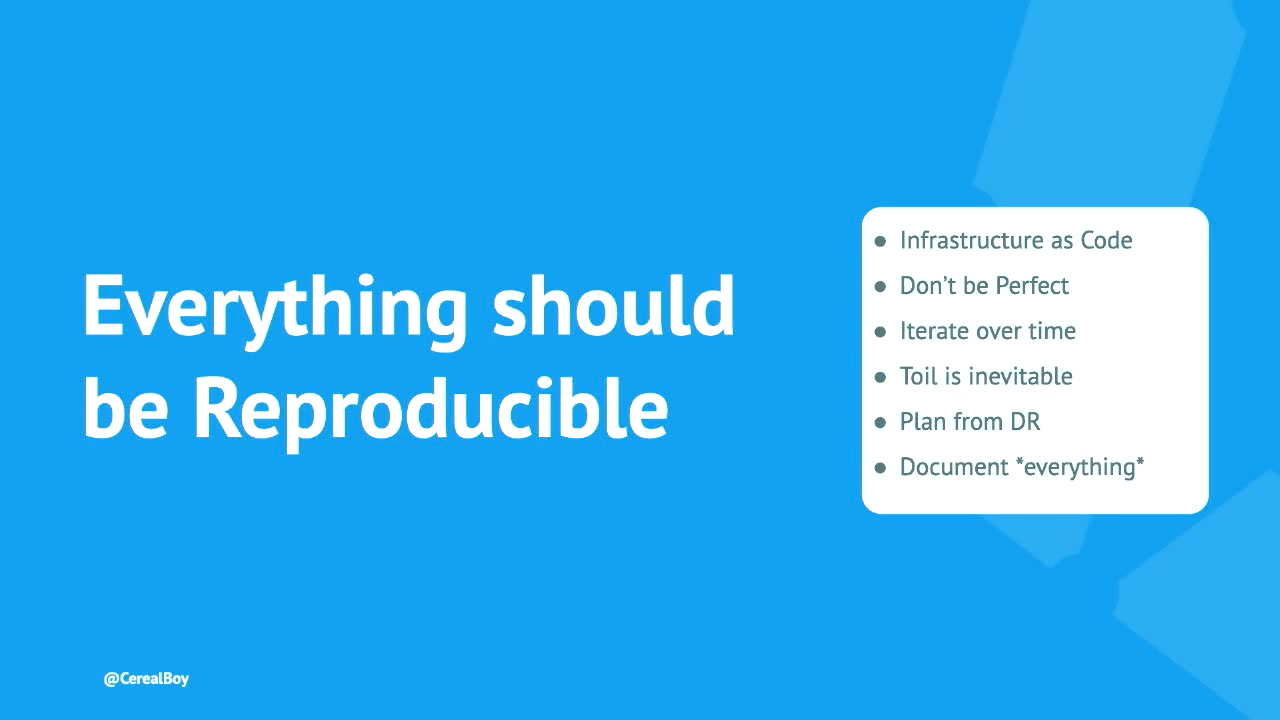 Everything should
be Reproducible
● Infrastructure as Code
● Don’t be Perfect
● Iterate over time
● Toil is inevitable
● Plan from DR
● Document *everything*
@CerealBoy